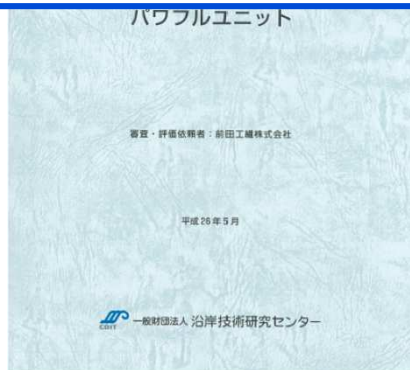 パワフルユニット
審査・評価依頼者：前田工繊株式会社
平成26年5月
CDIT
一般財団法人 沿岸技術研究センター